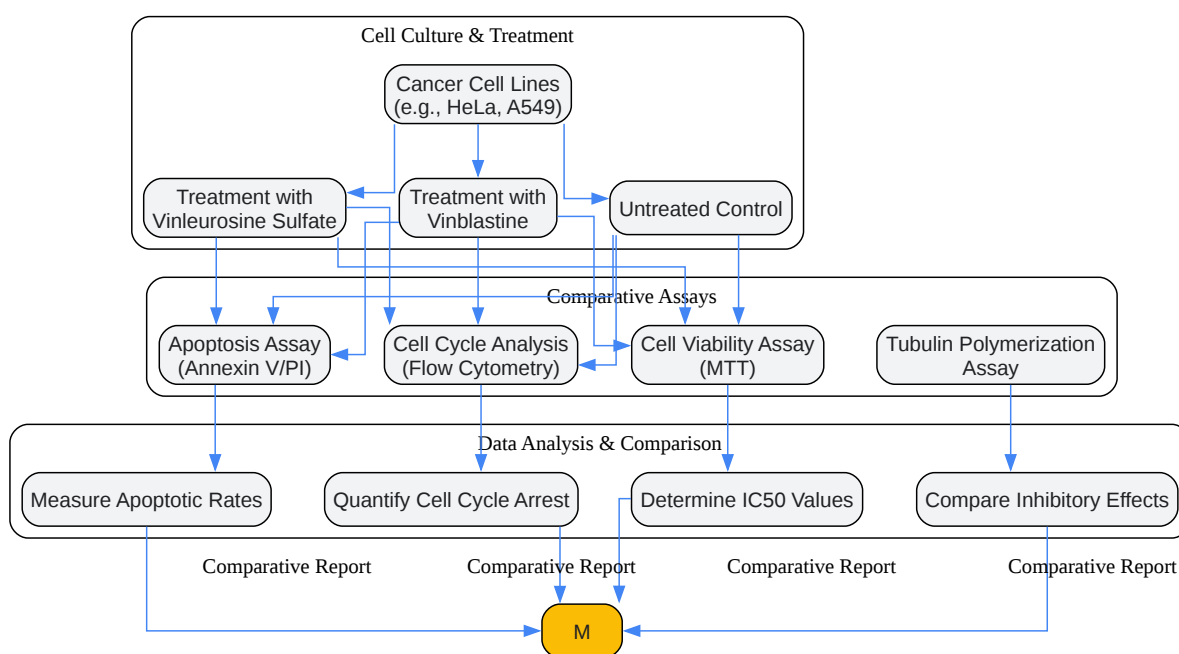 Cell Culture & Treatment
Cancer Cell Lines
(e.g., HeLa, A549)
Treatment with
Vinleurosine Sulfate
Treatment with
Vinblastine
Untreated Control
Comparative Assays
Apoptosis Assay
(Annexin V/PI)
Cell Cycle Analysis
(Flow Cytometry)
Cell Viability Assay
(MTT)
Tubulin Polymerization
Assay
Data Analysis & Comparison
Measure Apoptotic Rates
Quantify Cell Cycle Arrest
Determine IC50 Values
Compare Inhibitory Effects
Comparative Report
Comparative Report
Comparative Report
Comparative Report
M